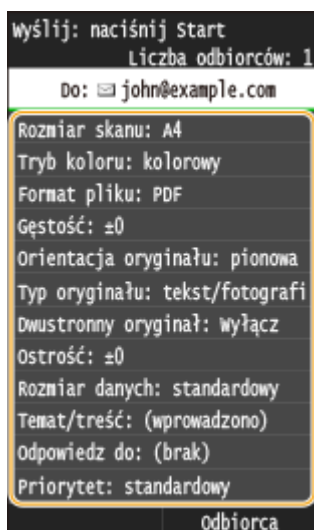 Wyślij: naciśnij Start
Liczba odbiorców: 1
Do: john@example.com
Rozmiar skanu: A4
Tryb koloru: kolorowy
Format pliku: PDF
Gęstość: ±0
Orientacja oryginału: pionowa
Typ oryginału: tekst/fotografi
Dwustronny oryginał: Wyłącz
Ostrość: ±0
Rozmiar danych: standardowy
Temat/treść: (wprowadzono)
Odpowiedz do: (brak)
Priorytet: standardowy
Odbiorca